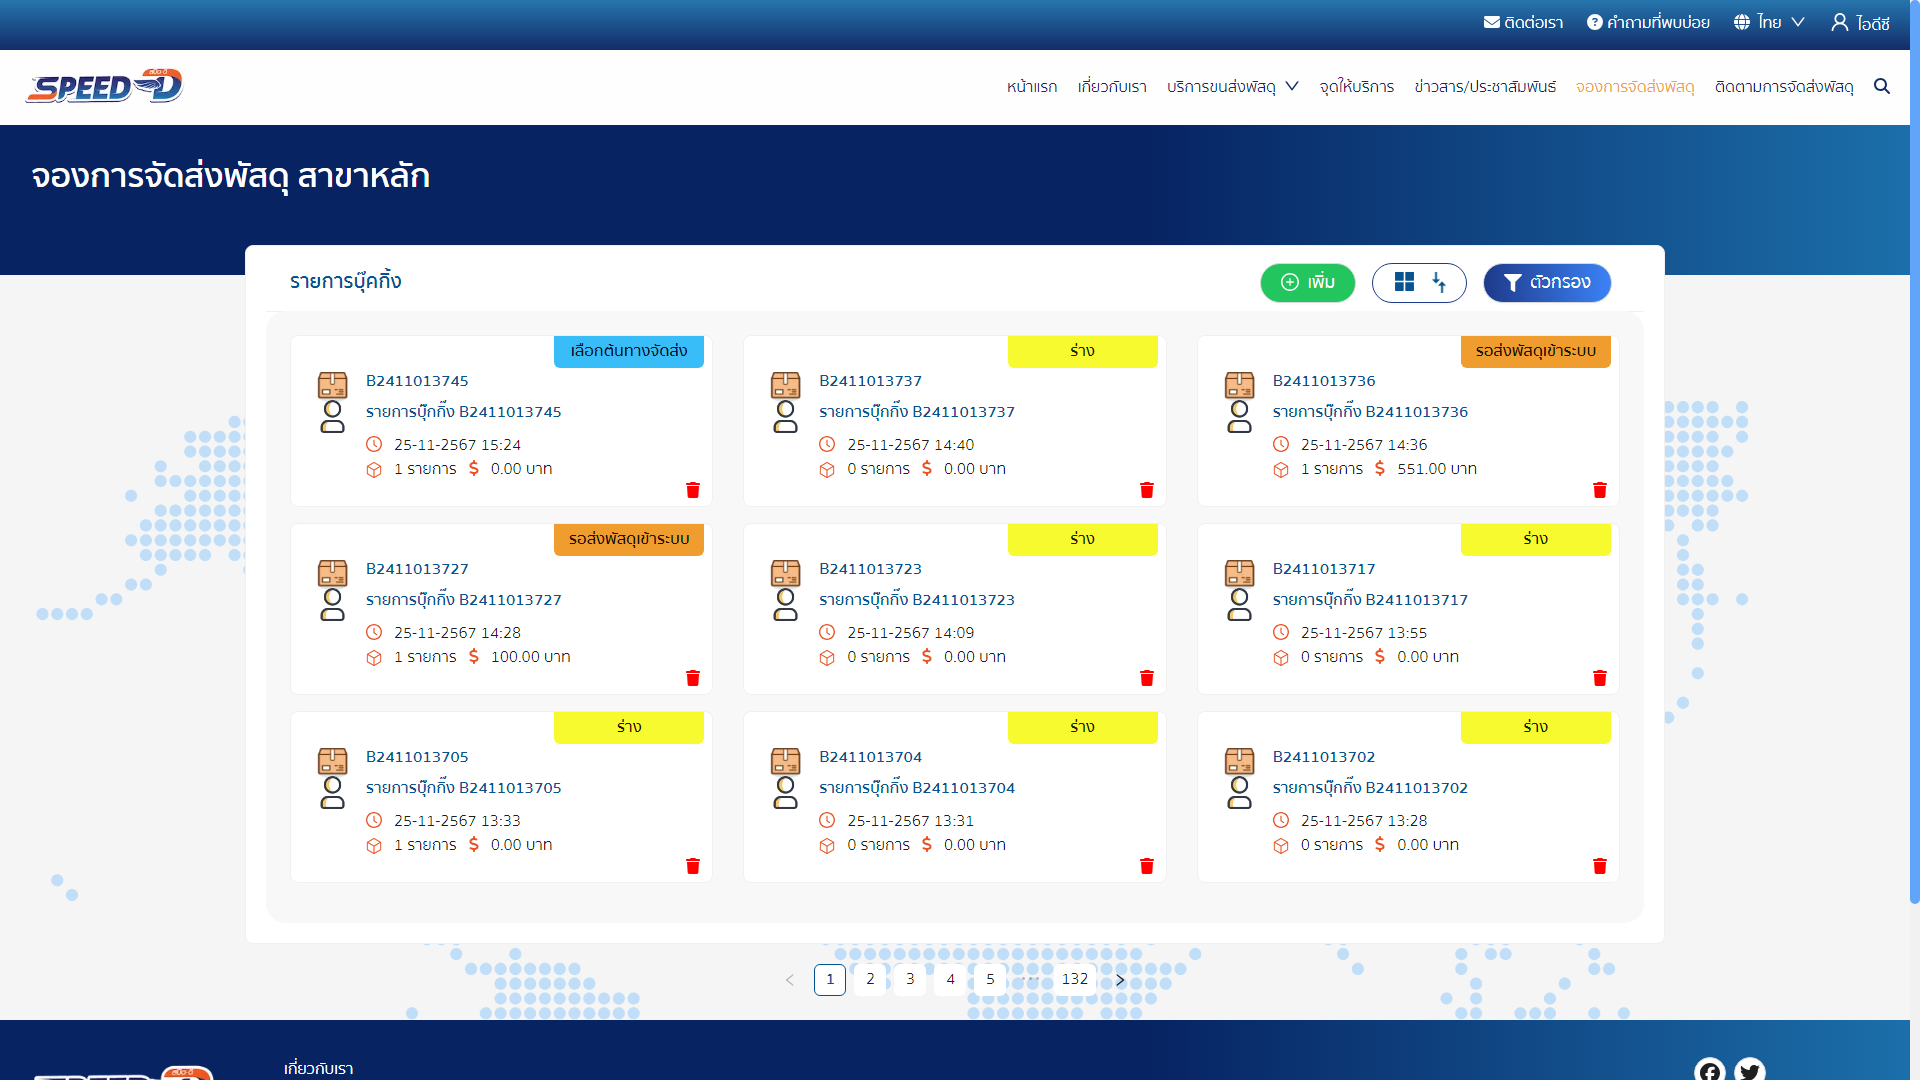 ติดต่อเรา คำถามที่พบบ่อย ไทย ไอดีซี
SPEED-D สปีด-ดี
หน้าแรก เกี่ยวกับเรา บริการขนส่งพัสดุ จุดให้บริการ ข่าวสาร/ประชาสัมพันธ์ จองการจัดส่งพัสดุ ติดตามการจัดส่งพัสดุ
จองการจัดส่งพัสดุ สาขาหลัก
รายการบุ๊คกิ้ง
เพิ่ม ตัวกรอง
เลือกต้นทางจัดส่ง
B2411013745
รายการบุ๊กกิ๊ง B2411013745
25-11-2567 15:24
1 รายการ $ 0.00 บาท
ร่าง
B2411013737
รายการบุ๊กกิ๊ง B2411013737
25-11-2567 14:40
0 รายการ $ 0.00 บาท
รอส่งพัสดุเข้าระบบ
B2411013736
รายการบุ๊กกิ๊ง B2411013736
25-11-2567 14:36
1 รายการ $ 551.00 บาท
รอส่งพัสดุเข้าระบบ
B2411013727
รายการบุ๊กกิ๊ง B2411013727
25-11-2567 14:28
1 รายการ $ 100.00 บาท
ร่าง
B2411013723
รายการบุ๊กกิ๊ง B2411013723
25-11-2567 14:09
0 รายการ $ 0.00 บาท
ร่าง
B2411013717
รายการบุ๊กกิ๊ง B2411013717
25-11-2567 13:55
0 รายการ $ 0.00 บาท
ร่าง
B2411013705
รายการบุ๊กกิ๊ง B2411013705
25-11-2567 13:33
1 รายการ $ 0.00 บาท
ร่าง
B2411013704
รายการบุ๊กกิ๊ง B2411013704
25-11-2567 13:31
0 รายการ $ 0.00 บาท
ร่าง
B2411013702
รายการบุ๊กกิ๊ง B2411013702
25-11-2567 13:28
0 รายการ $ 0.00 บาท
< 1 2 3 4 5 ••• 132 >
เกี่ยวกับเรา